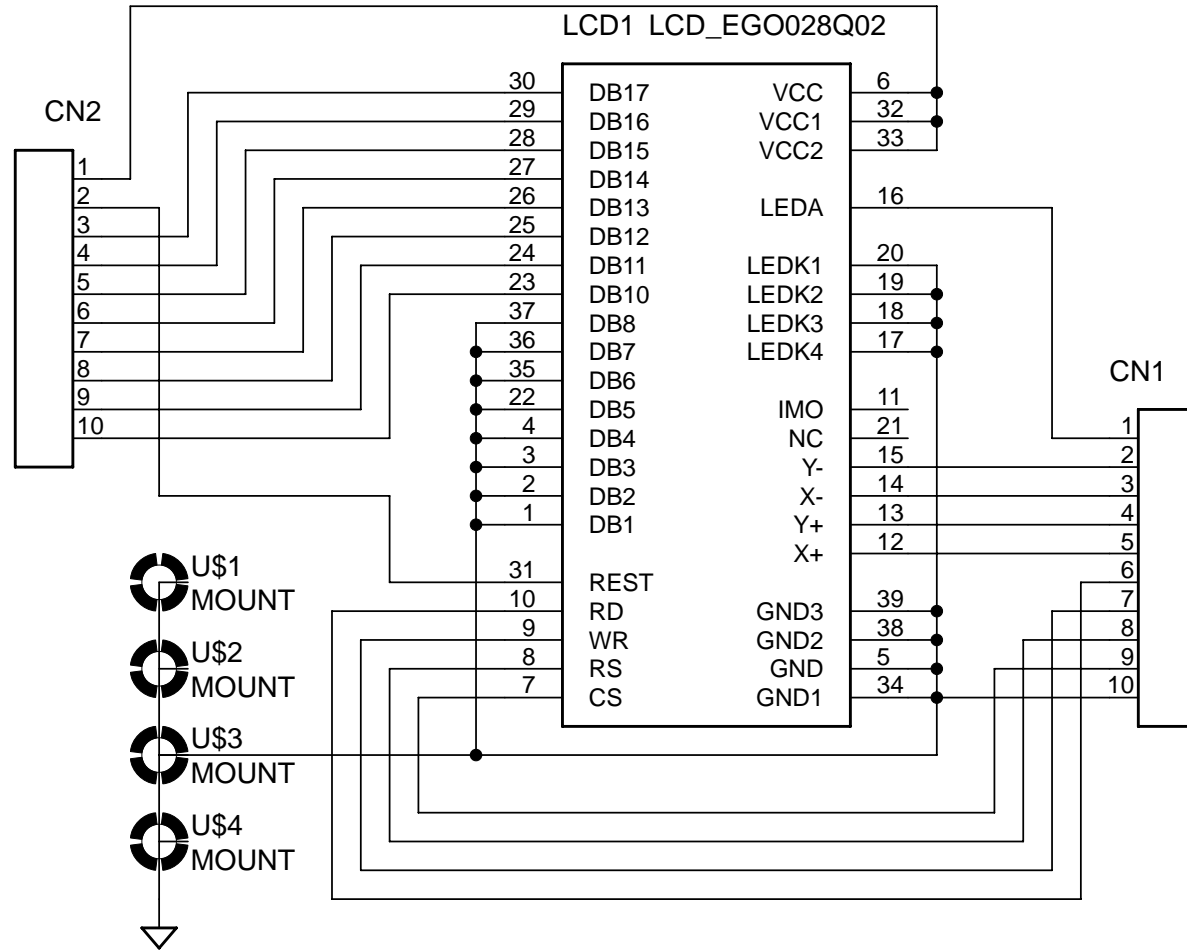 LCD1 LCD_EGO028Q02
CN2
1
2
3
4
5
6
7
8
9
10
30 DB17
29 DB16
28 DB15
27 DB14
26 DB13
25 DB12
24 DB11
23 DB10
37 DB8
36 DB7
35 DB6
22 DB5
4 DB4
3 DB3
2 DB2
1 DB1
31 REST
10 RD
9 WR
8 RS
7 CS
VCC 6
VCC1 32
VCC2 33
LEDA 16
LEDK1 20
LEDK2 19
LEDK3 18
LEDK4 17
IMO 11
NC 21
Y- 15
X- 14
Y+ 13
X+ 12
GND3 39
GND2 38
GND 5
GND1 34
CN1
1
2
3
4
5
6
7
8
9
10
U$1
MOUNT
U$2
MOUNT
U$3
MOUNT
U$4
MOUNT